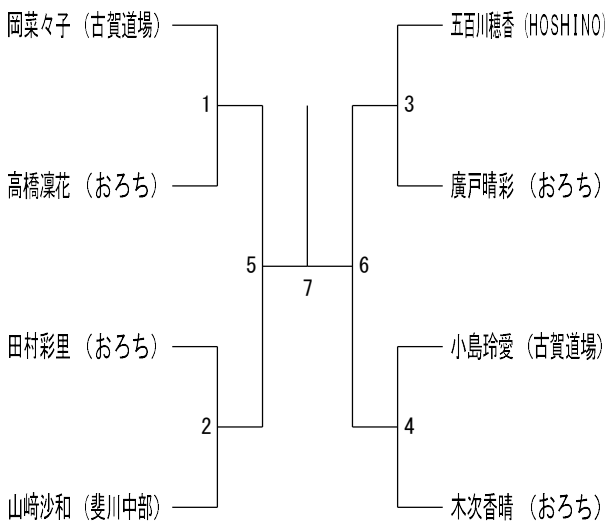 岡菜々子（古賀道場）
五百川穂香（HOSHINO）
1
3
高橋凜花（おろち）
廣戸晴彩（おろち）
5
6
7
田村彩里（おろち）
小島玲愛（古賀道場）
2
4
山﨑沙和（斐川中部）
木次香晴（おろち）